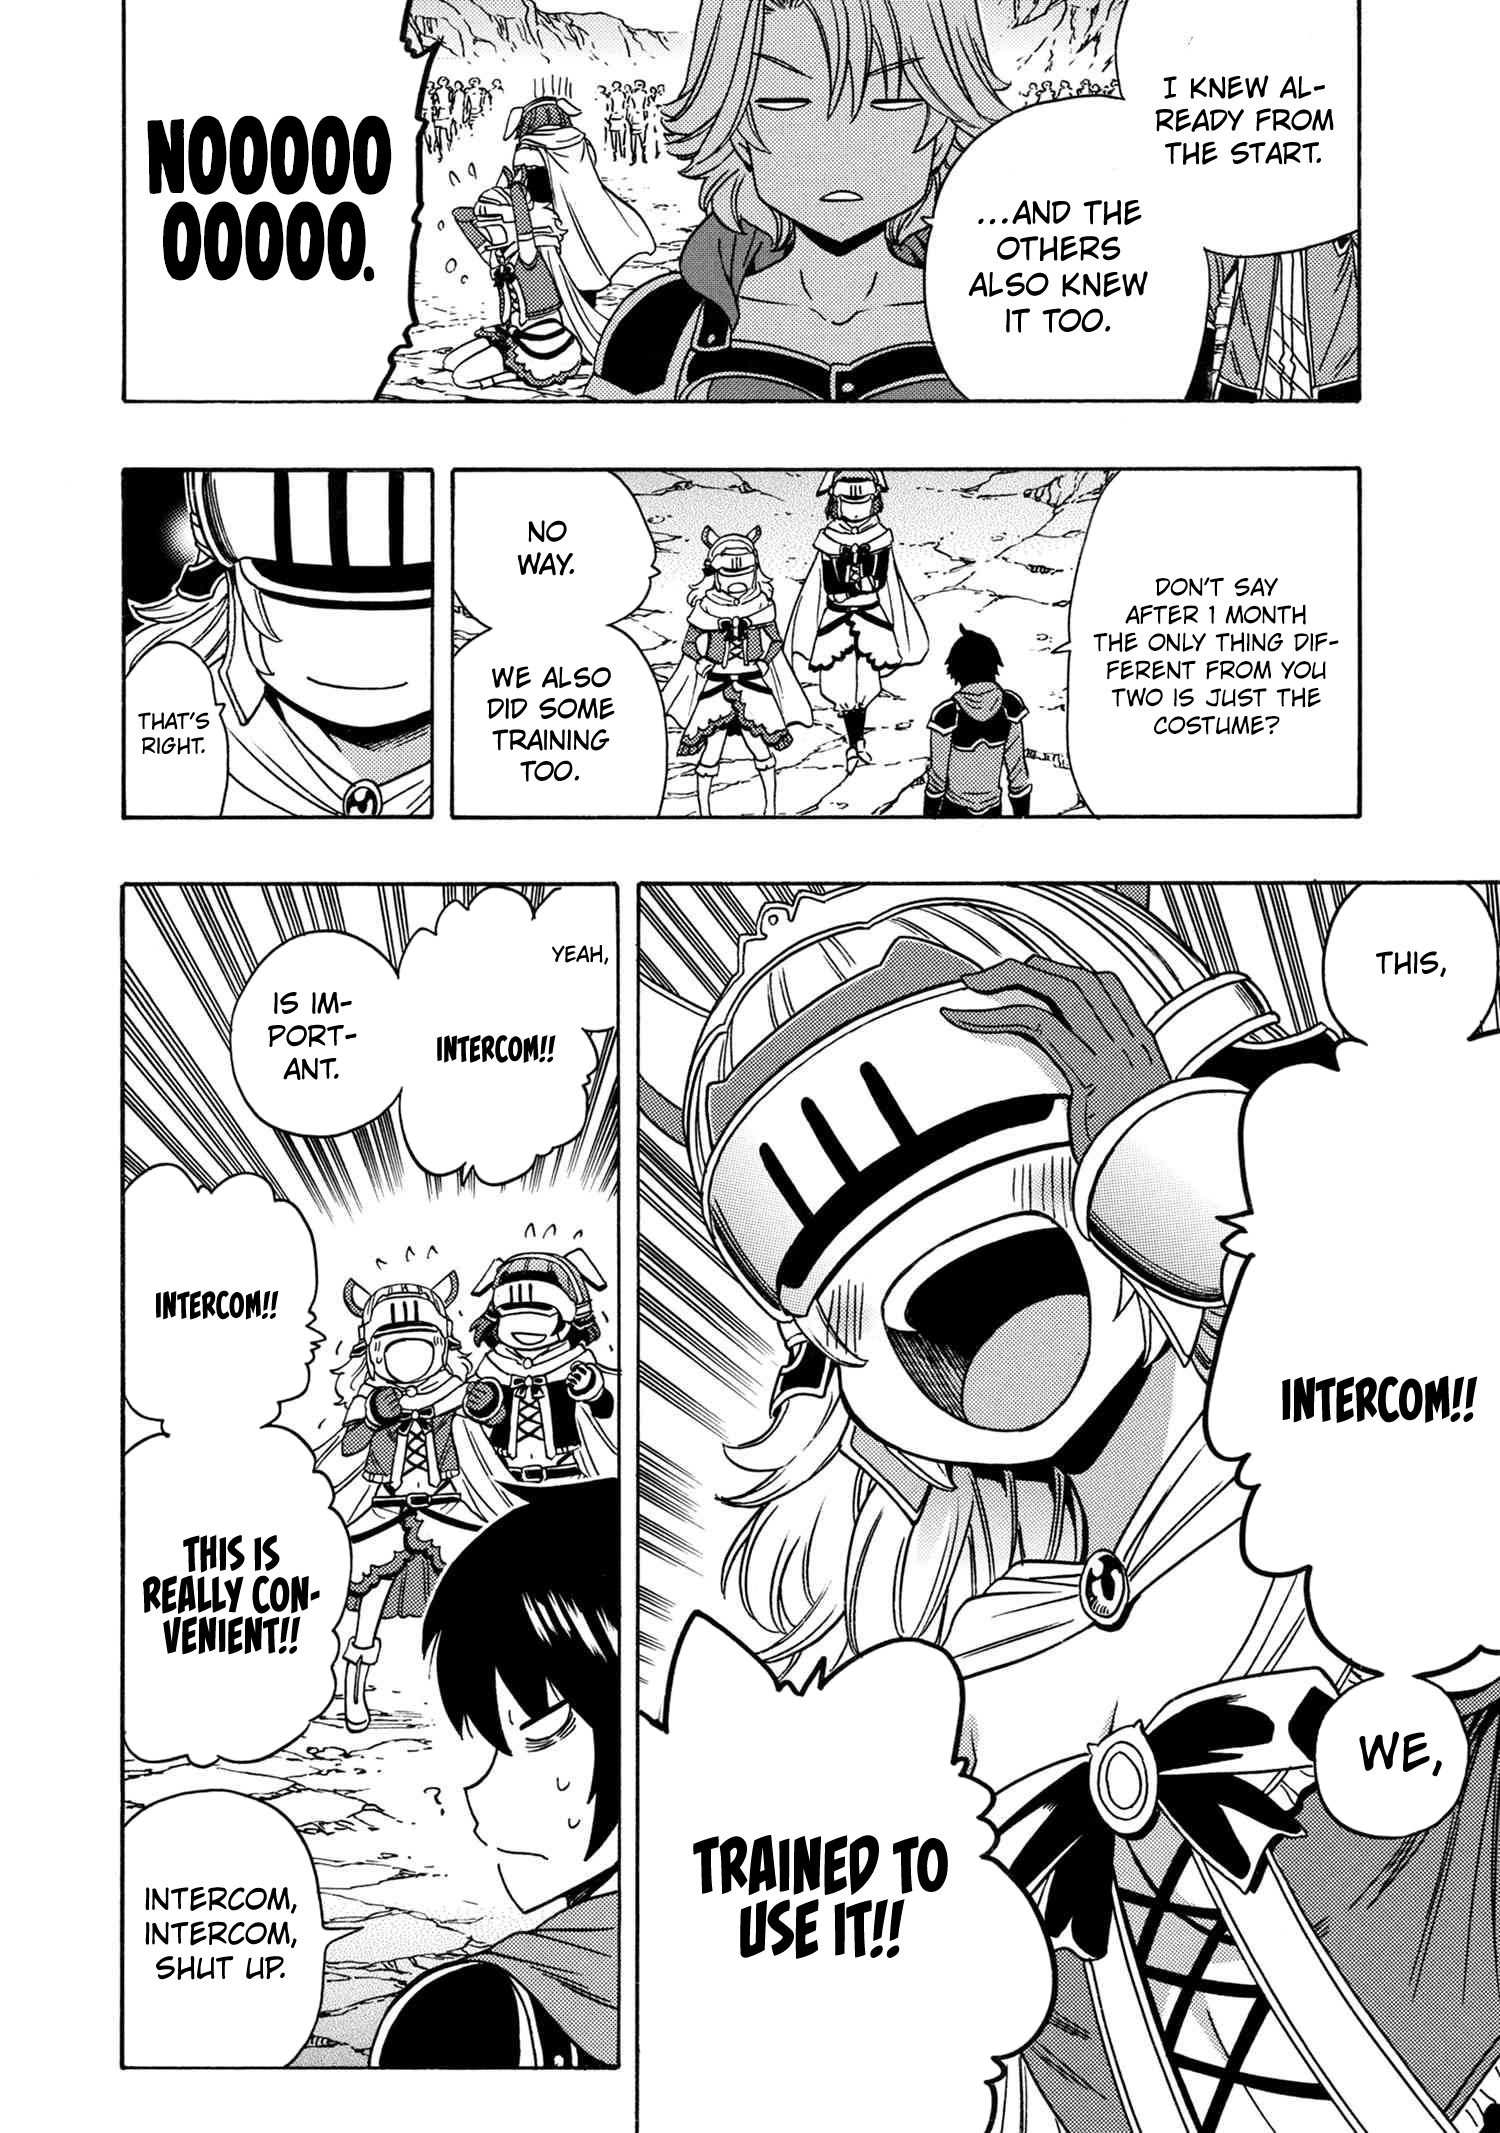 I KNEW AL-
READY FROM
THE START.
...AND THE
OTHERS
ALSO KNEW
IT TOO.
NOOOOO
OOOOO.
DON'T SAY
AFTER 1 MONTH
THE ONLY THING DIF-
FERENT FROM YOU
TWO IS JUST THE
COSTUME?
NO
WAY.
WE ALSO
DID SOME
TRAINING
TOO.
THAT'S
RIGHT.
THIS,
INTERCOM!!
WE,
TRAINED TO
USE IT!!
YEAH,
INTERCOM!!
IS IM-
PORT-
ANT.
INTERCOM!!
THIS IS
REALLY CON-
VENIENT!!
?
INTERCOM,
INTERCOM,
SHUT UP.